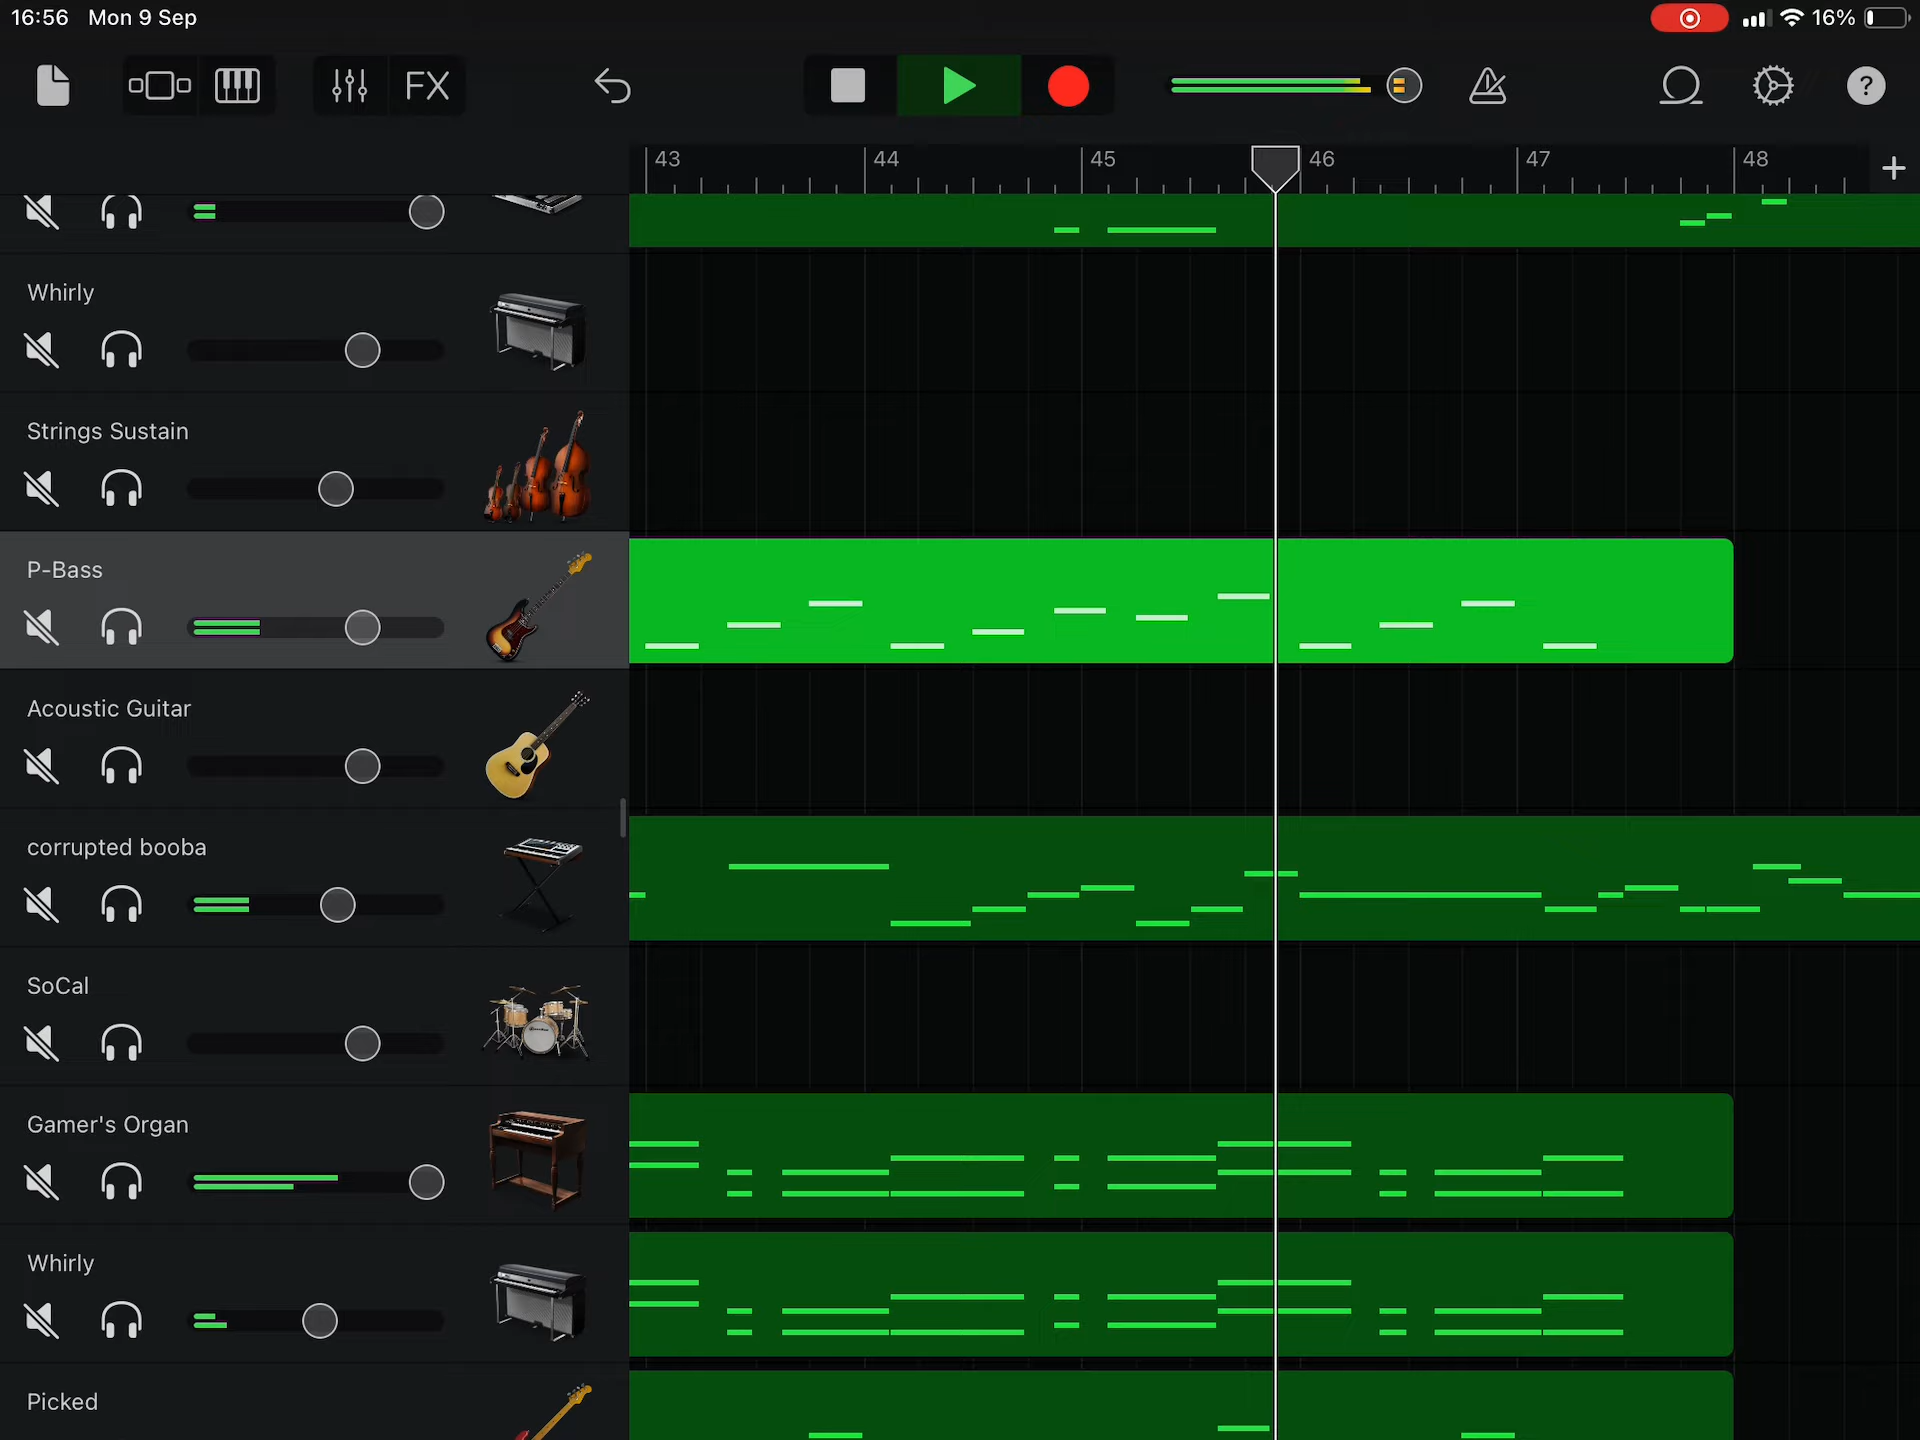 16:56 Mon 9 Sep 16%
FX ?
43 44 45 46 47 48
Whirly
Strings Sustain
P-Bass
Acoustic Guitar
corrupted booba
SoCal
Gamer's Organ
Whirly
Picked